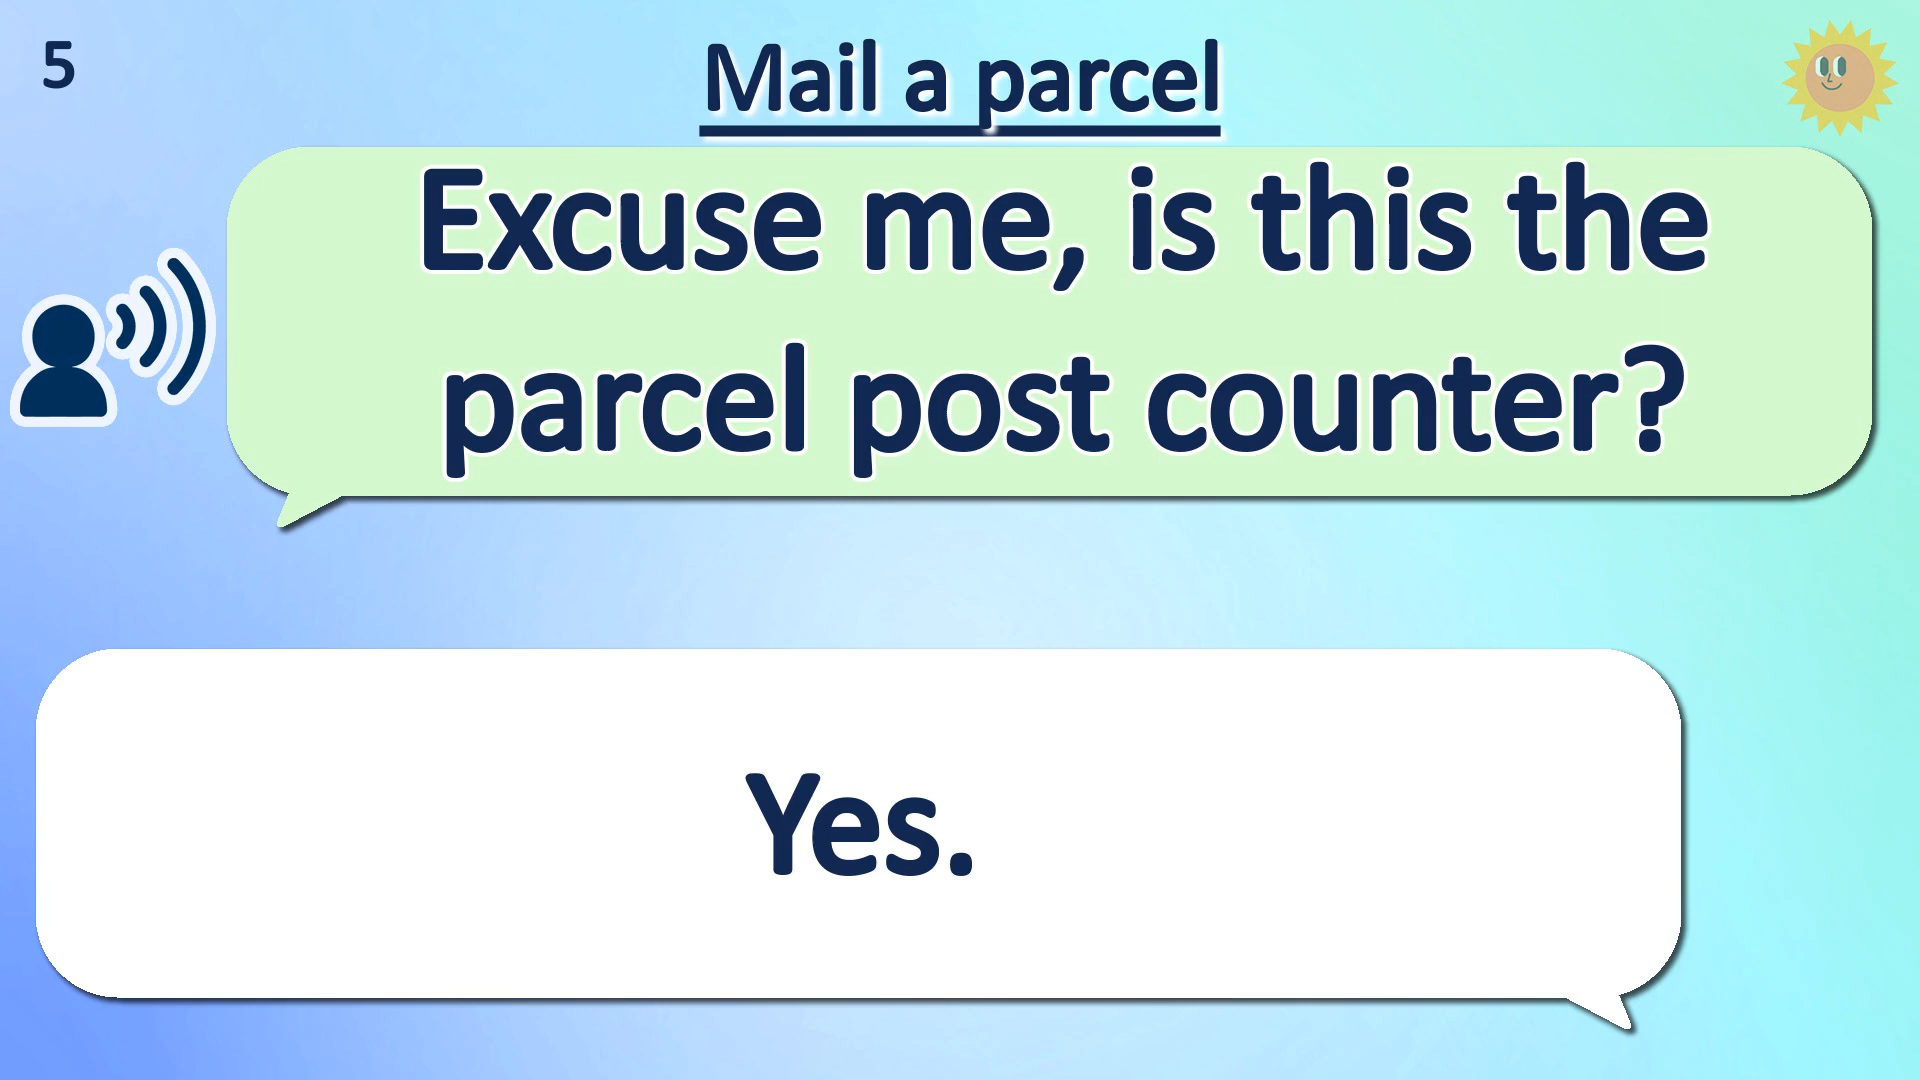 5
Mail a parcel
Excuse me, is this the
parcel post counter?
Yes.